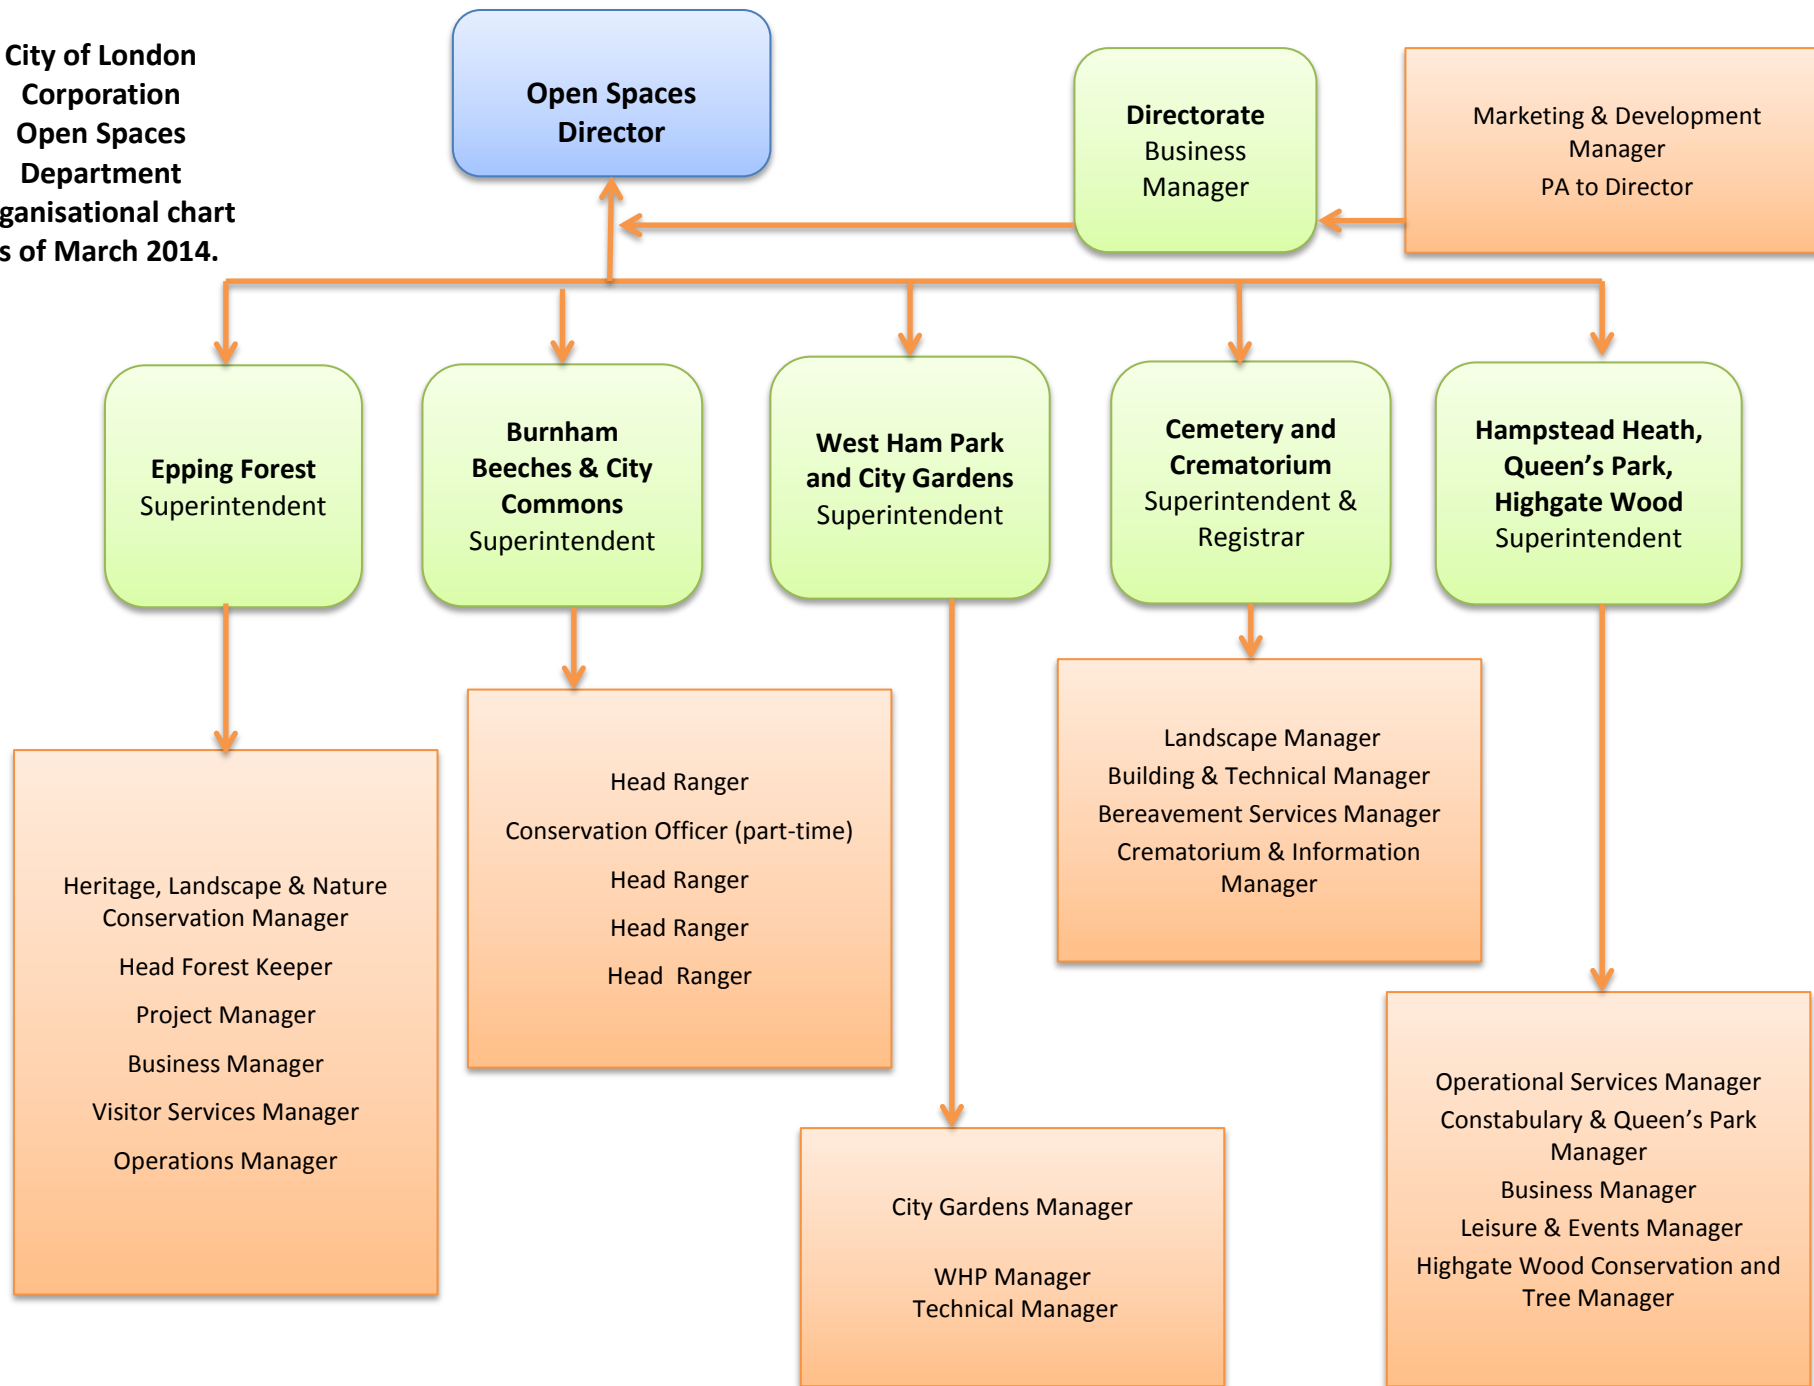 City of London
Corporation
Open Spaces
Department
ganisational chart
s of March 2014.
Open Spaces
Director
Directorate
Business
Manager
Marketing & Development
Manager
PA to Director
Epping Forest
Superintendent
Burnham
Beeches & City
Commons
Superintendent
West Ham Park
and City Gardens
Superintendent
Cemetery and
Crematorium
Superintendent &
Registrar
Hampstead Heath,
Queen’s Park,
Highgate Wood
Superintendent
Heritage, Landscape & Nature
Conservation Manager
Head Forest Keeper
Project Manager
Business Manager
Visitor Services Manager
Operations Manager
Head Ranger
Conservation Officer (part-time)
Head Ranger
Head Ranger
Head  Ranger
City Gardens Manager
WHP Manager
Technical Manager
Landscape Manager
Building & Technical Manager
Bereavement Services Manager
Crematorium & Information
Manager
Operational Services Manager
Constabulary & Queen’s Park
Manager
Business Manager
Leisure & Events Manager
Highgate Wood Conservation and
Tree Manager